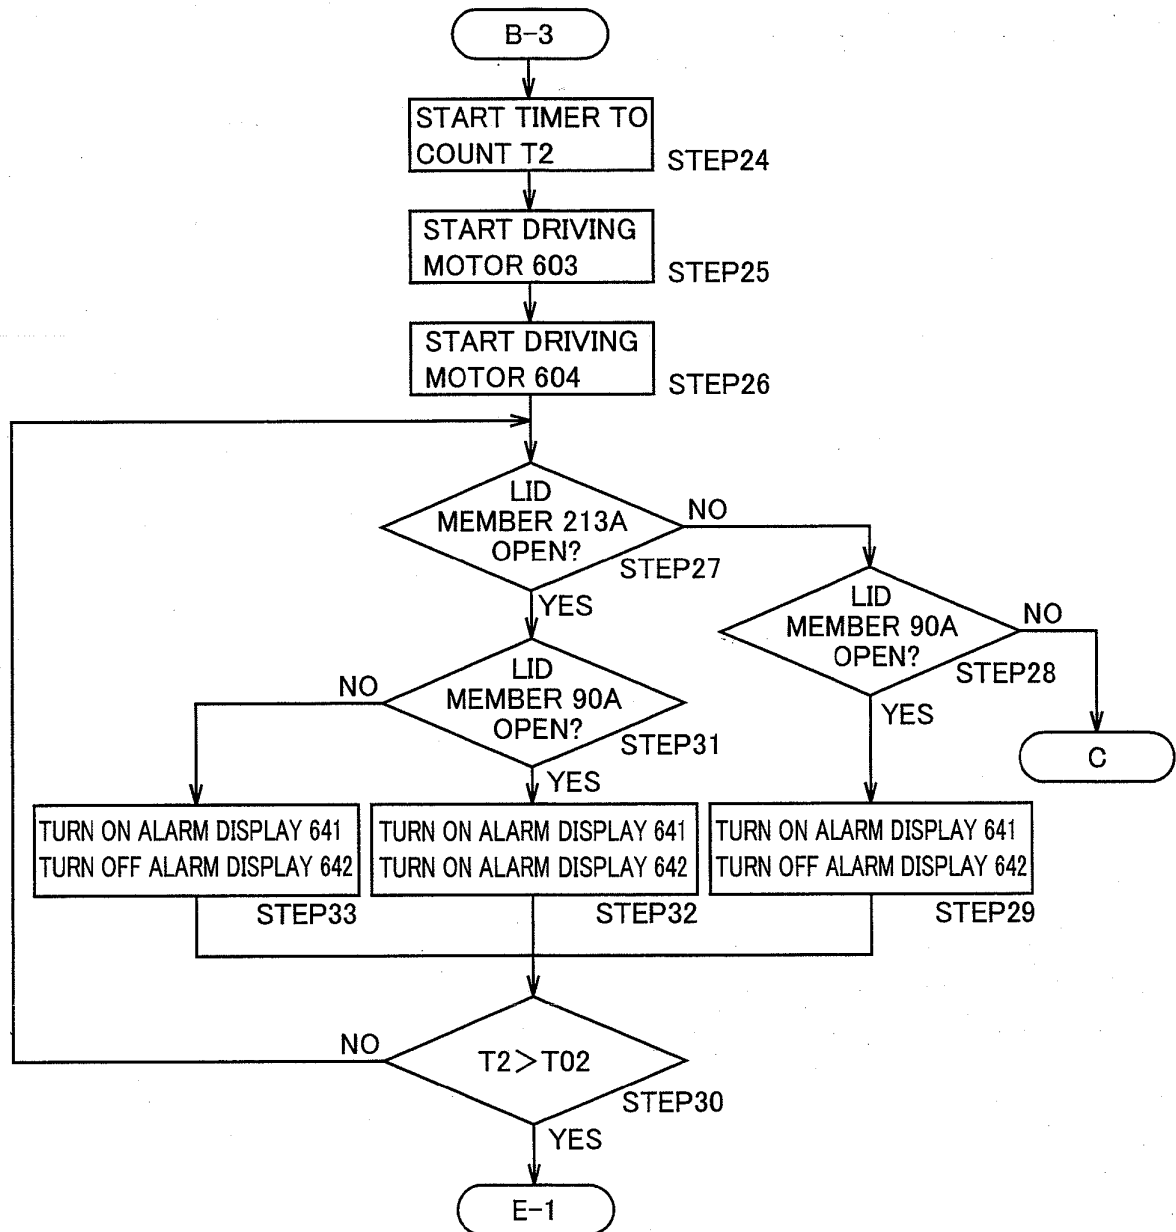 B-3
START TIMER TO
COUNT T2
STEP24
START DRIVING
MOTOR 603
STEP25
START DRIVING
MOTOR 604
STEP26
LID
MEMBER 213A
OPEN?
STEP27
NO
YES
LID
MEMBER 90A
OPEN?
STEP28
NO
YES
C
LID
MEMBER 90A
OPEN?
STEP31
NO
YES
TURN ON ALARM DISPLAY 641
TURN OFF ALARM DISPLAY 642
STEP33
TURN ON ALARM DISPLAY 641
TURN ON ALARM DISPLAY 642
STEP32
TURN ON ALARM DISPLAY 641
TURN OFF ALARM DISPLAY 642
STEP29
T2>T02
STEP30
NO
YES
E-1